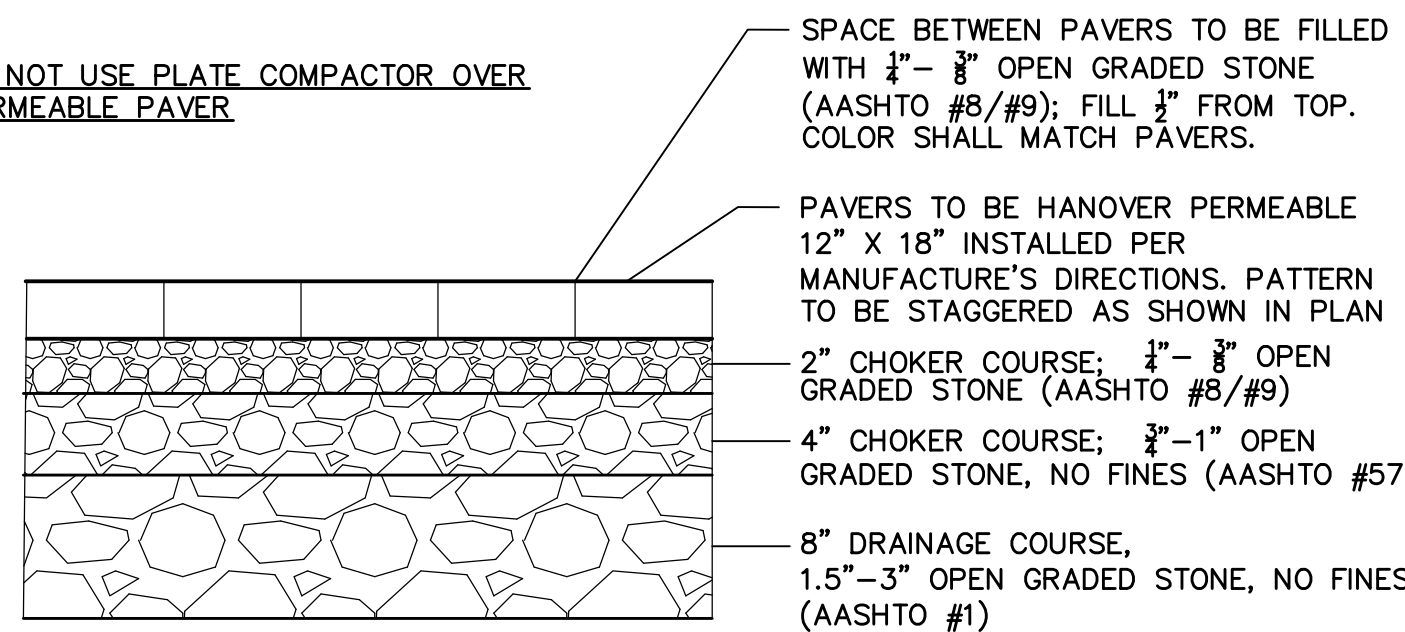 NOT USE PLATE COMPACTOR OVER
RMEABLE PAVER
SPACE BETWEEN PAVERS TO BE FILLED
WITH 1/4"– 3/8" OPEN GRADED STONE
(AASHTO #8/#9); FILL 1/2" FROM TOP.
COLOR SHALL MATCH PAVERS.
PAVERS TO BE HANOVER PERMEABLE
12" X 18" INSTALLED PER
MANUFACTURE'S DIRECTIONS. PATTERN
TO BE STAGGERED AS SHOWN IN PLAN
2" CHOKER COURSE; 1/4"– 3/8" OPEN
GRADED STONE (AASHTO #8/#9)
4" CHOKER COURSE; 3/4"–1" OPEN
GRADED STONE, NO FINES (AASHTO #57
8" DRAINAGE COURSE,
1.5"–3" OPEN GRADED STONE, NO FINES
(AASHTO #1)